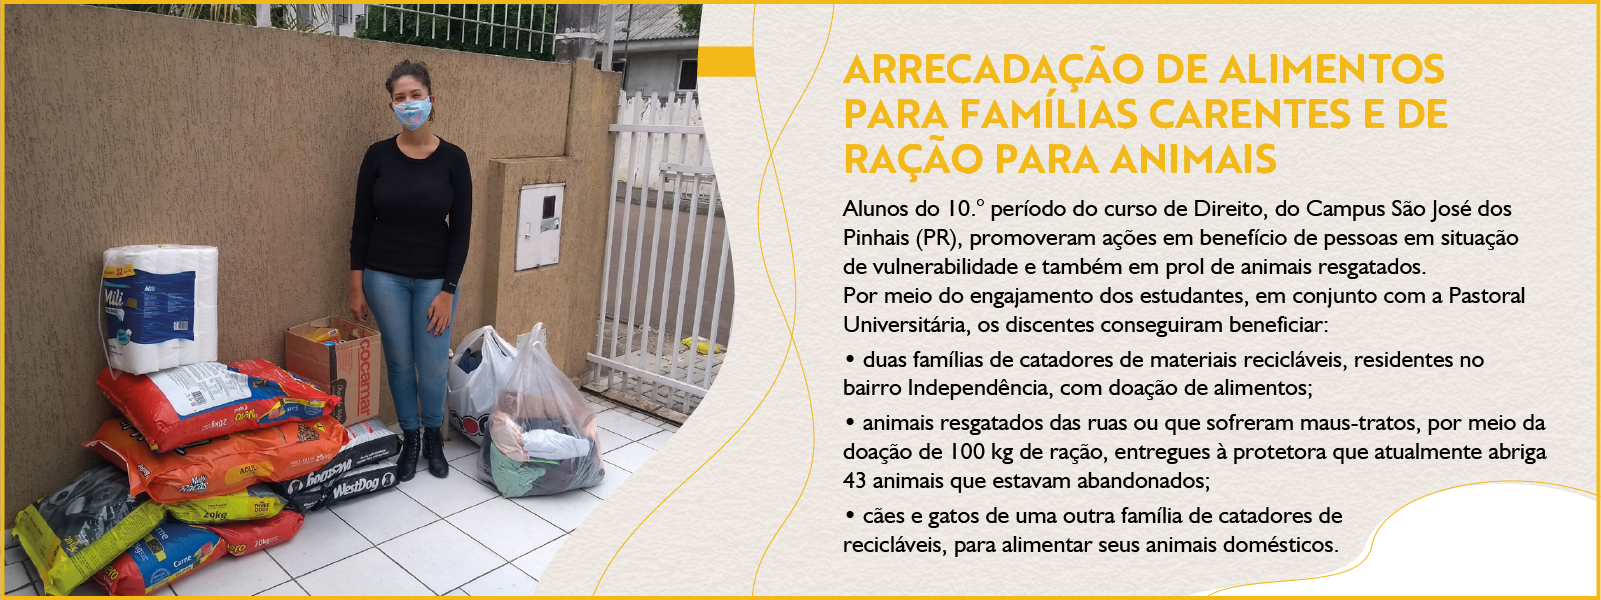 ARRECADAÇÃO DE ALIMENTOS
PARA FAMÍLIAS CARENTES E DE
RAÇÃO PARA ANIMAIS
Alunos do 10.º período do curso de Direito, do Campus São José dos
Pinhais (PR), promoveram ações em benefício de pessoas em situação
de vulnerabilidade e também em prol de animais resgatados.
Por meio do engajamento dos estudantes, em conjunto com a Pastoral
Universitária, os discentes conseguiram beneficiar:
• duas famílias de catadores de materiais recicláveis, residentes no
bairro Independência, com doação de alimentos;
• animais resgatados das ruas ou que sofreram maus-tratos, por meio da
doação de 100 kg de ração, entregues à protetora que atualmente abriga
43 animais que estavam abandonados;
• cães e gatos de uma outra família de catadores de
recicláveis, para alimentar seus animais domésticos.
32
Mili
cocamar
WestDog
WestDog
20kg
Carne